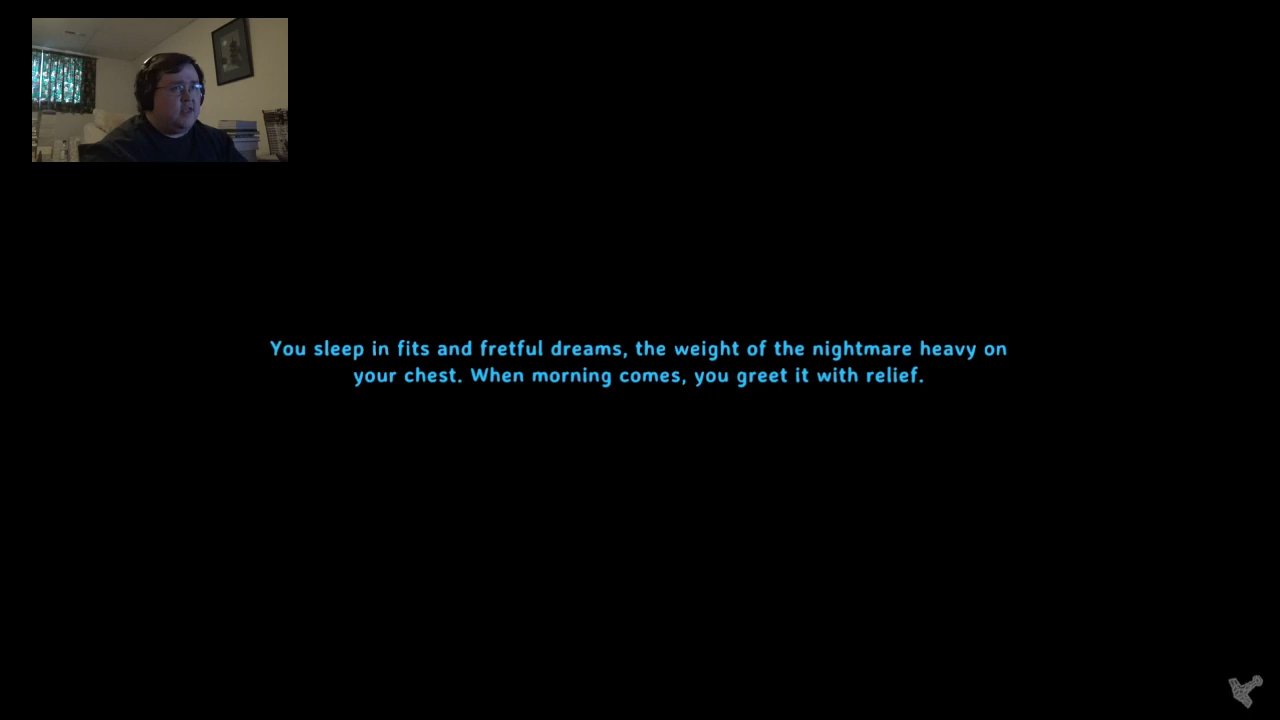 You sleep in fits and fretful dreams, the weight of the nightmare heavy on
your chest. When morning comes, you greet it with relief.